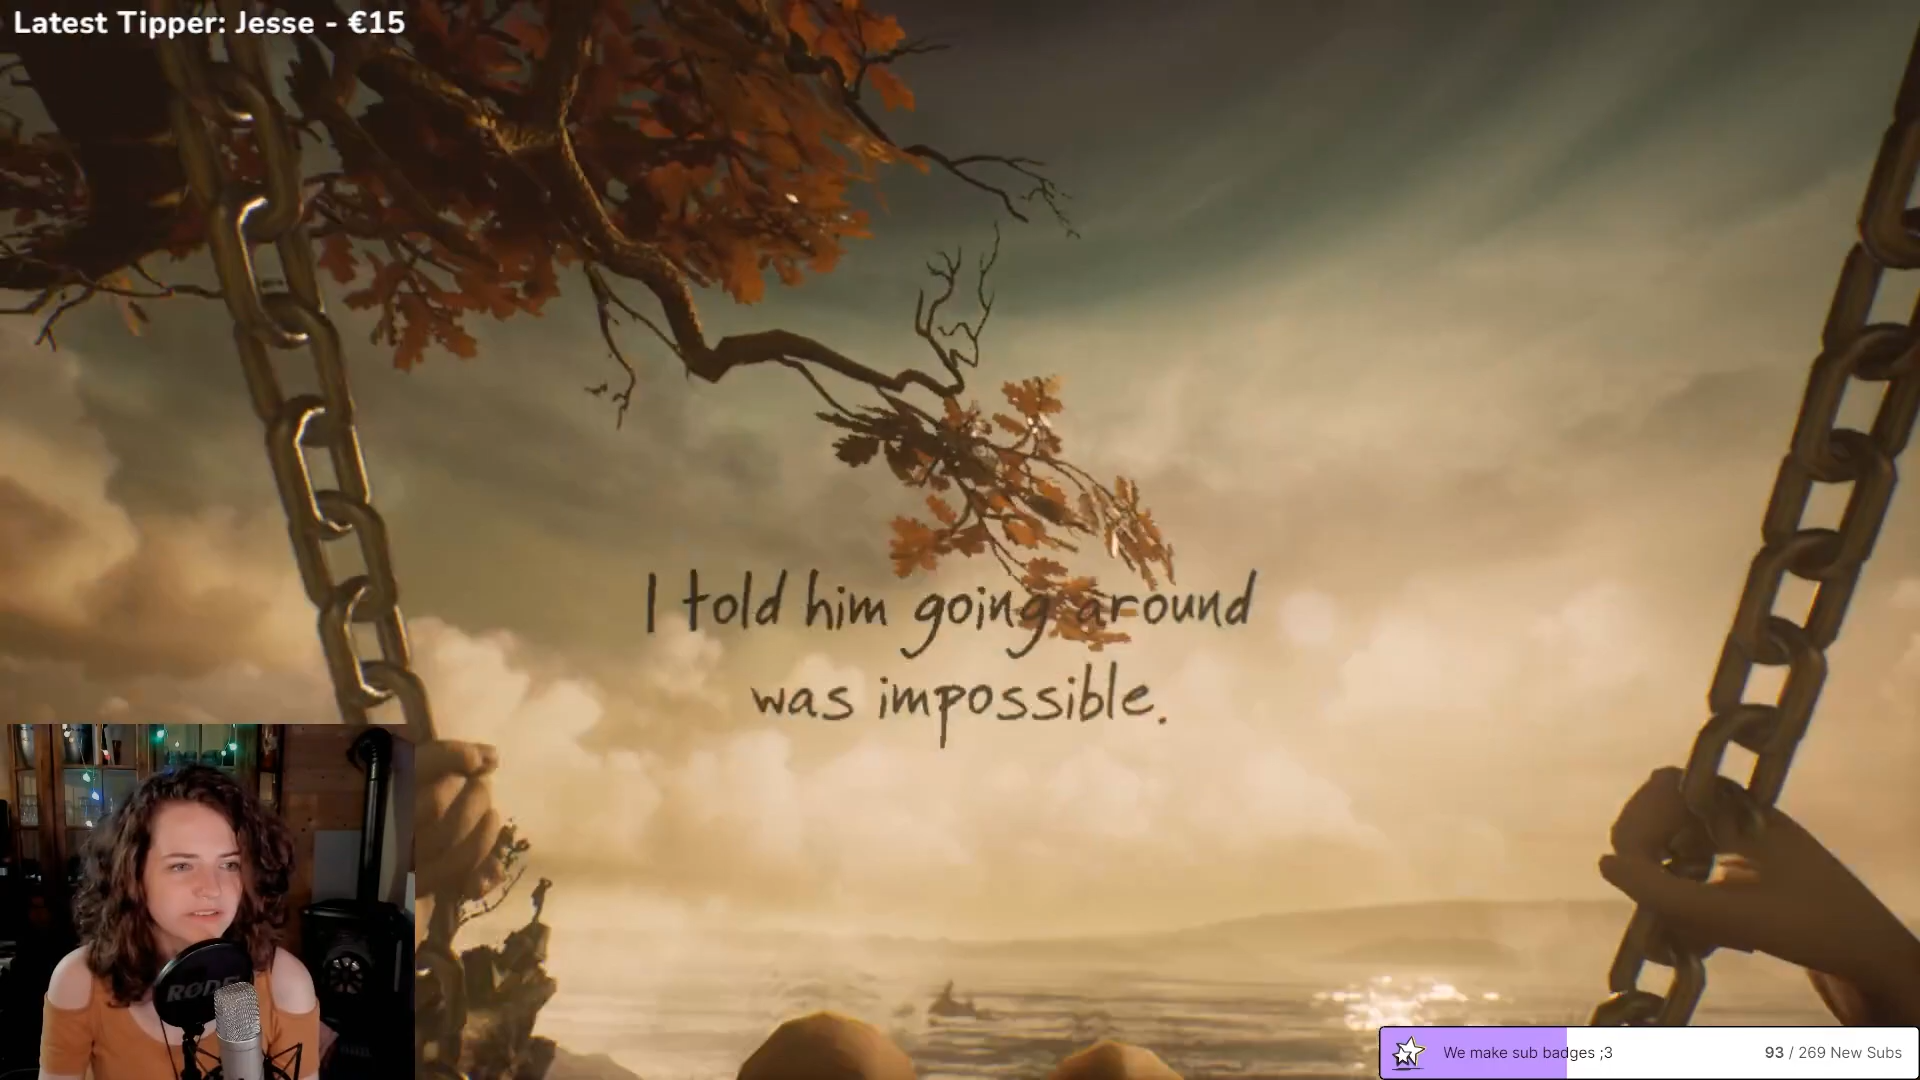 Latest Tipper: Jesse - €15
I told him going around
was impossible.
RØDE
We make sub badges ;3
93 / 269 New Subs